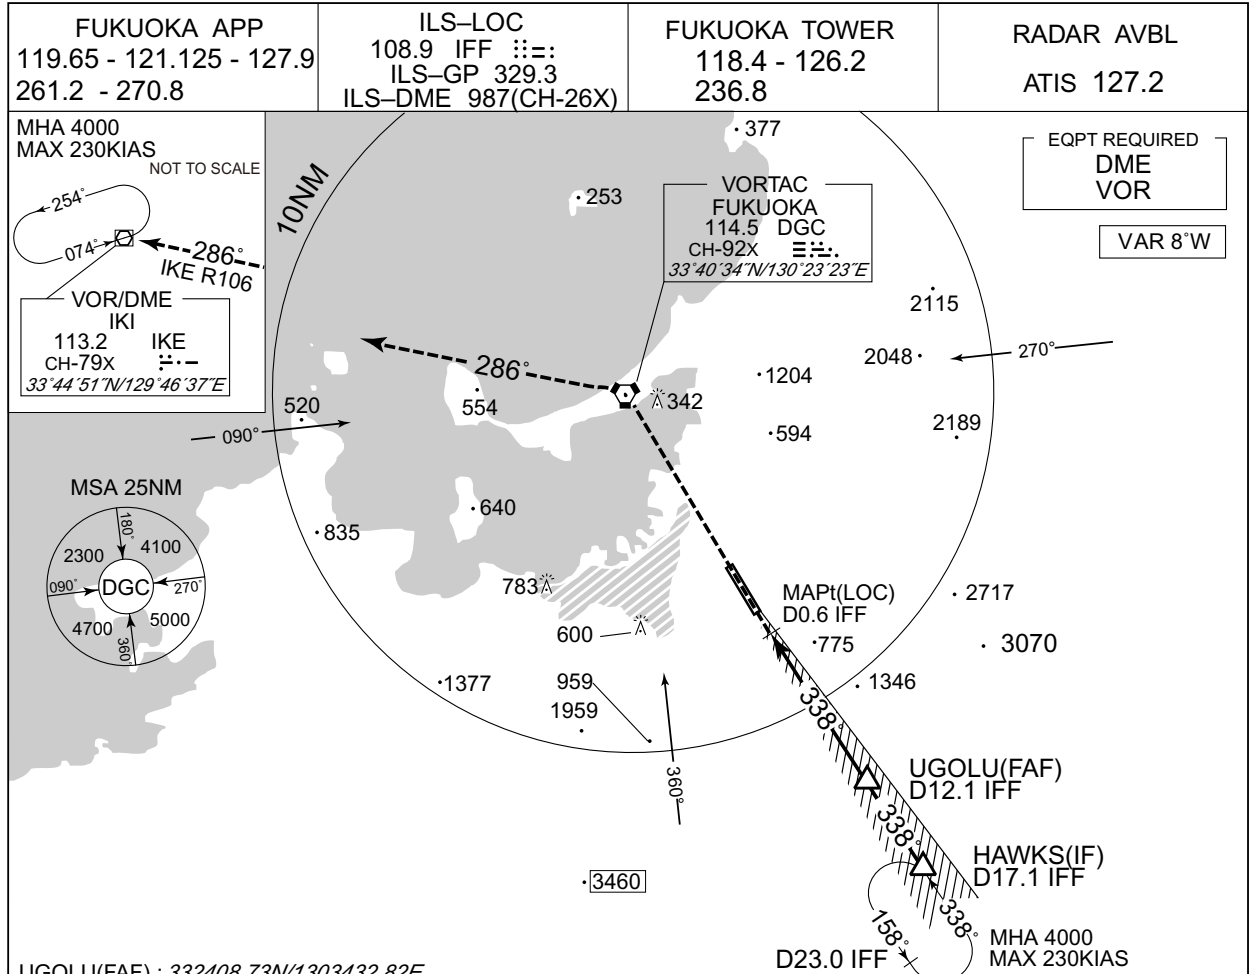 FUKUOKA APP
119.65 - 121.125 - 127.9
261.2 - 270.8
ILS–LOC
108.9 IFF
ILS–GP 329.3
ILS–DME 987(CH-26X)
FUKUOKA TOWER
118.4 - 126.2
236.8
RADAR AVBL
ATIS 127.2
MHA 4000
MAX 230KIAS
NOT TO SCALE
254°
074°
286°
IKE R106
VOR/DME
IKI
113.2 IKE
CH-79X
33°44´51˝N/129°46´37˝E
10NM
377
253
VORTAC
FUKUOKA
114.5 DGC
CH-92X
33°40´34˝N/130°23´23˝E
EQPT REQUIRED
DME
VOR
VAR 8°W
2115
2048
270°
286°
1204
342
554
520
090°
594
2189
MSA 25NM
180°
2300
4100
090°
DGC
270°
4700
5000
360°
640
835
783
600
MAPt(LOC)
D0.6 IFF
2717
775
3070
1377
959
1959
1346
338°
360°
UGOLU(FAF)
D12.1 IFF
338°
HAWKS(IF)
D17.1 IFF
3460
338°
158°
MHA 4000
MAX 230KIAS
D23.0 IFF
UGOLU(FAF) : 332408.73N/1303432.82E